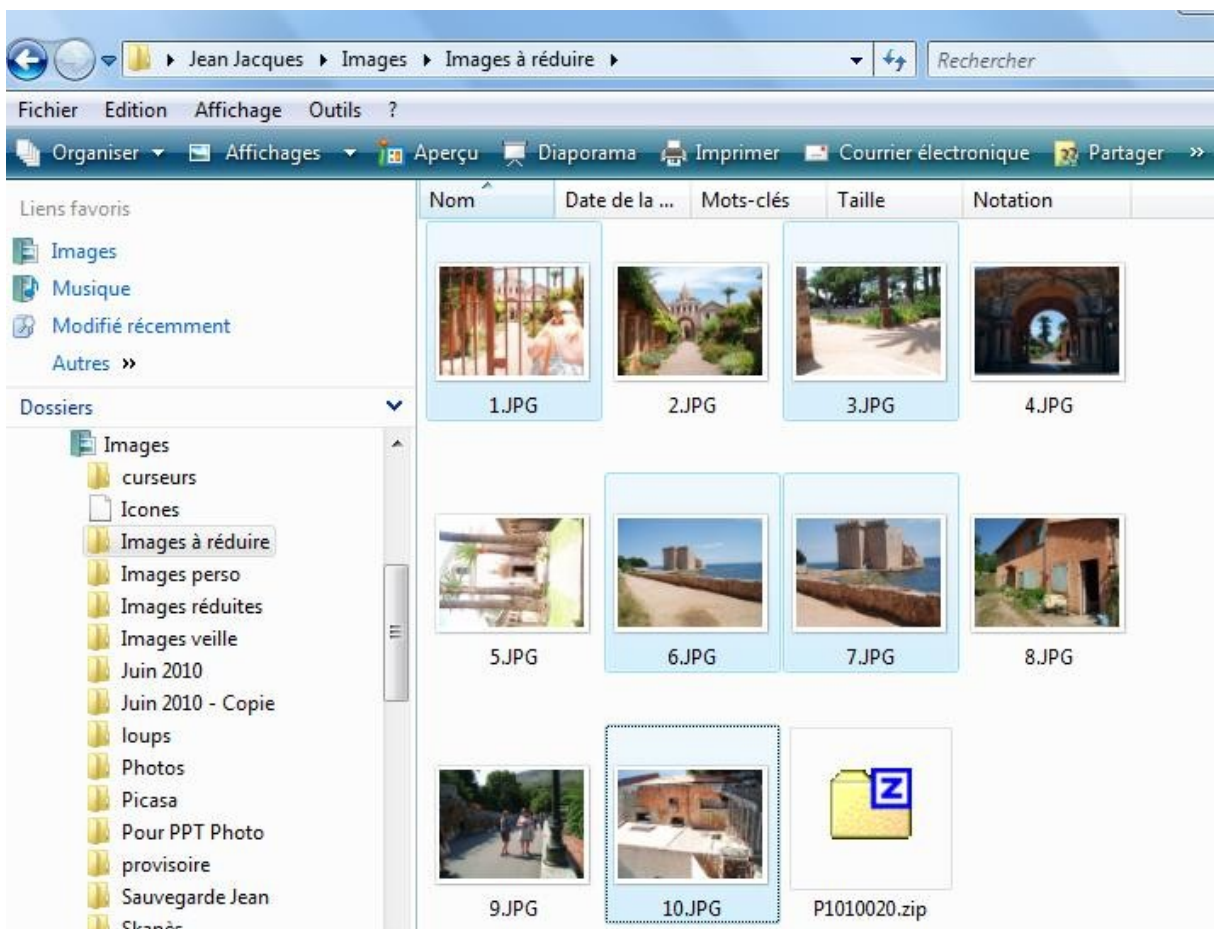 Jean Jacques ▸ Images ▸ Images à réduire ▸
Rechercher
Fichier Edition Affichage Outils ?
Organiser Affichages Aperçu Diaporama Imprimer Courrier électronique Partager »
Liens favoris
Images
Musique
Modifié récemment
Autres »
Dossiers
Images
curseurs
Icones
Images à réduire
Images perso
Images réduites
Images veille
Juin 2010
Juin 2010 - Copie
loups
Photos
Picasa
Pour PPT Photo
provisoire
Sauvegarde Jean
Nom Date de la ... Mots-clés Taille Notation
1.JPG 2.JPG 3.JPG 4.JPG
5.JPG 6.JPG 7.JPG 8.JPG
Z
9.JPG 10.JPG P1010020.zip